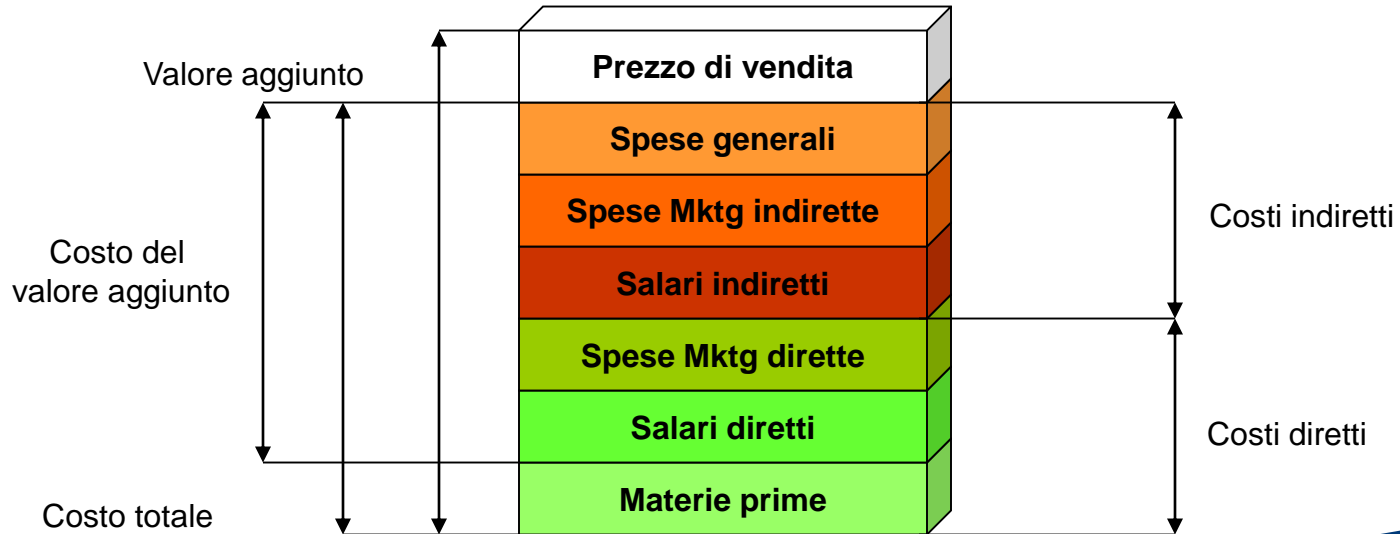 Valore aggiunto
Prezzo di vendita
Spese generali
Spese Mktg indirette
Costi indiretti
Costo del
valore aggiunto
Salari indiretti
Spese Mktg dirette
Salari diretti
Costi diretti
Materie prime
Costo totale